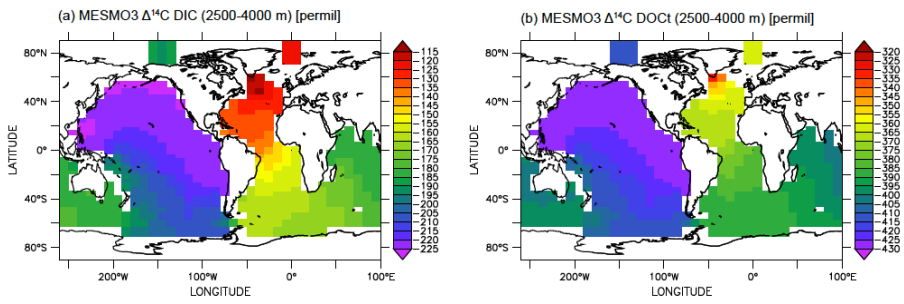 (a) MESMO3 Δ¹⁴C DIC (2500-4000 m) [permil]
80°N
40°N
0°
40°S
80°S
LATITUDE
200°W
100°W
0°
100°E
LONGITUDE
-115
-120
-125
-130
-135
-140
-145
-150
-155
-160
-165
-170
-175
-180
-185
-190
-195
-200
-205
-210
-215
-220
-225
(b) MESMO3 Δ¹⁴C DOCt (2500-4000 m) [permil]
80°N
40°N
0°
40°S
80°S
LATITUDE
200°W
100°W
0°
100°E
LONGITUDE
-320
-325
-330
-335
-340
-345
-350
-355
-360
-365
-370
-375
-380
-385
-390
-395
-400
-405
-410
-415
-420
-425
-430